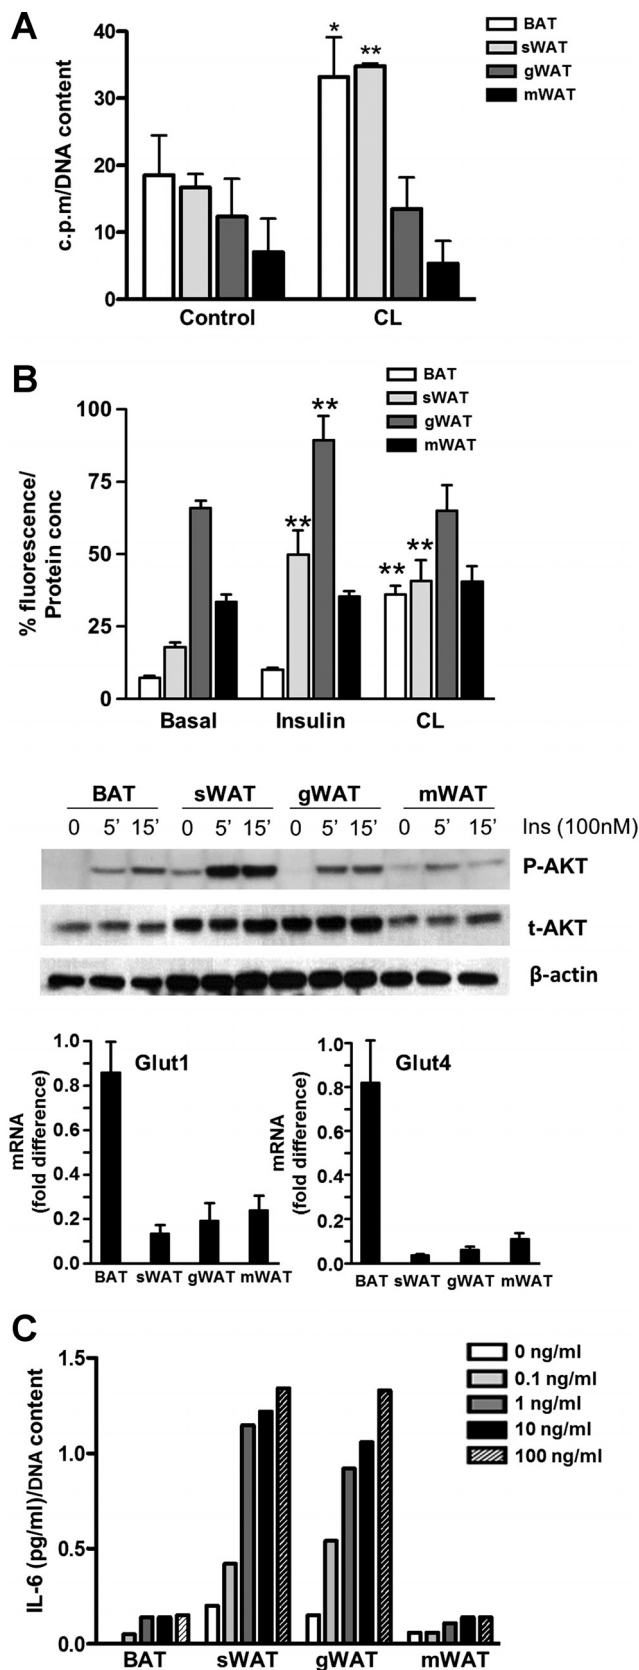 A
BAT
sWAT
gWAT
mWAT
c.p.m/DNA content
40
30
20
10
0
*
**
Control
CL
B
BAT
sWAT
gWAT
mWAT
% fluorescence/
Protein conc
100
75
50
25
0
**
**
**
**
Basal
Insulin
CL
BAT
sWAT
gWAT
mWAT
0 5’ 15’ 0 5’ 15’ 0 5’ 15’ 0 5’ 15’ Ins (100nM)
P-AKT
t-AKT
β-actin
Glut1
mRNA
(fold difference)
1.0
0.8
0.6
0.4
0.2
0.0
BAT sWAT gWAT mWAT
Glut4
mRNA
(fold difference)
1.0
0.8
0.6
0.4
0.2
0.0
BAT sWAT gWAT mWAT
C
0 ng/ml
0.1 ng/ml
1 ng/ml
10 ng/ml
100 ng/ml
IL-6 (pg/ml)/DNA content
1.5
1.0
0.5
0.0
BAT
sWAT
gWAT
mWAT